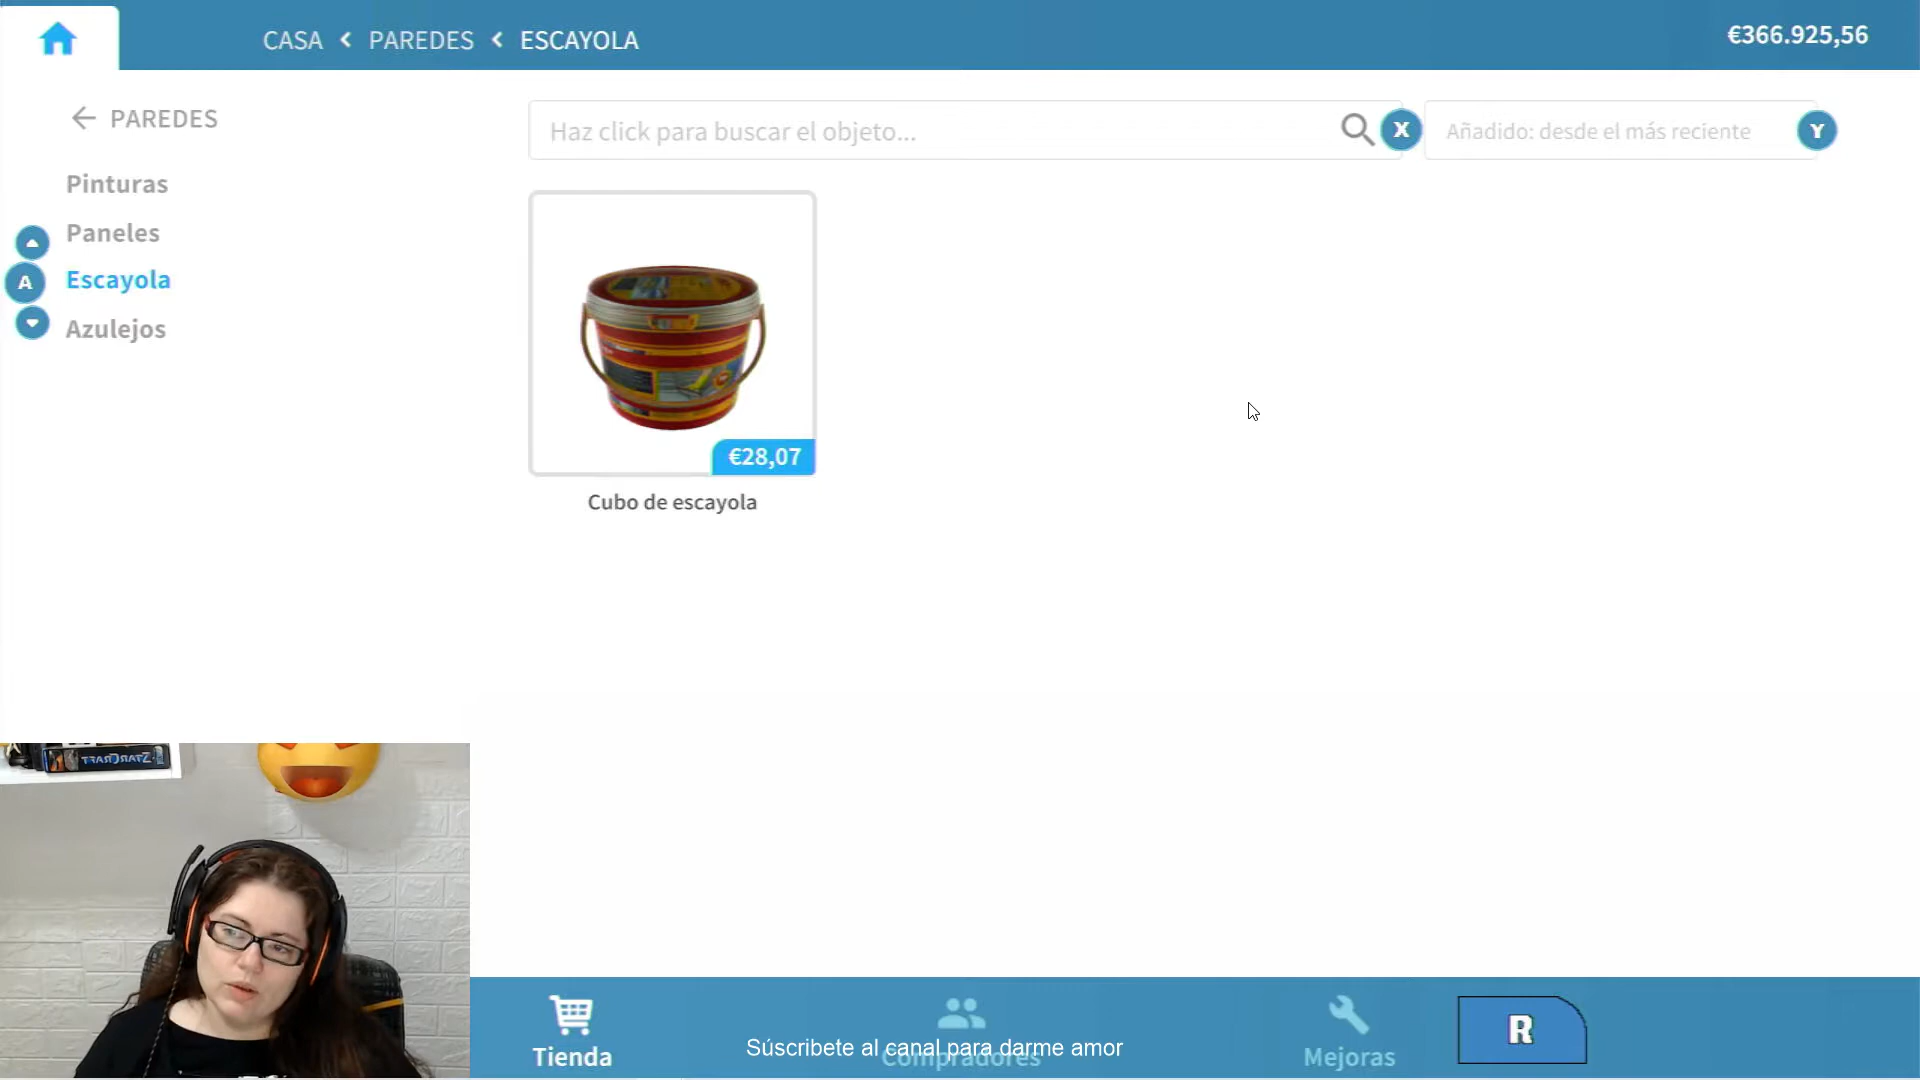 CASA < PAREDES < ESCAYOLA
€366.925,56
PAREDES
Haz click para buscar el objeto...
X
Añadido: desde el más reciente
Y
Pinturas
Paneles
A
Escayola
Azulejos
€28,07
Cubo de escayola
STARCRAFT
Tienda
Compradores
Súscribete al canal para darme amor
Mejoras
R